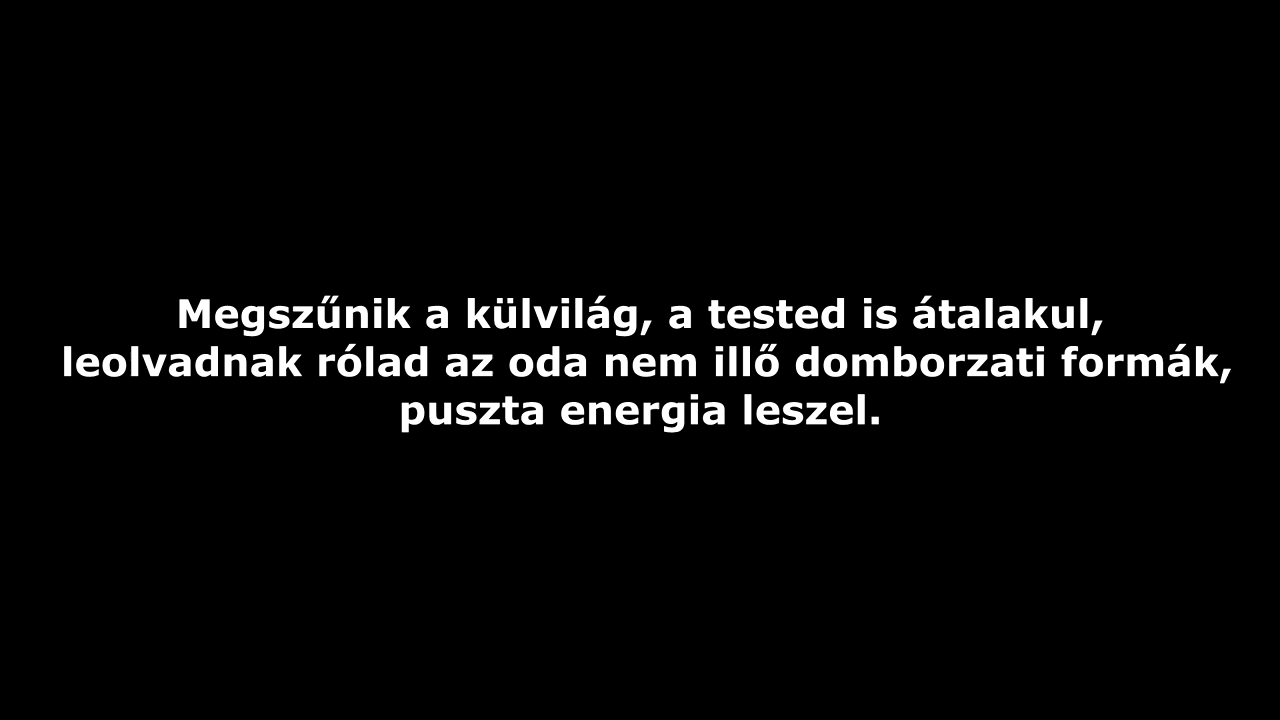 Megszűnik a külvilág, a tested is átalakul,
leolvadnak rólad az oda nem illő domborzati formák,
puszta energia leszel.